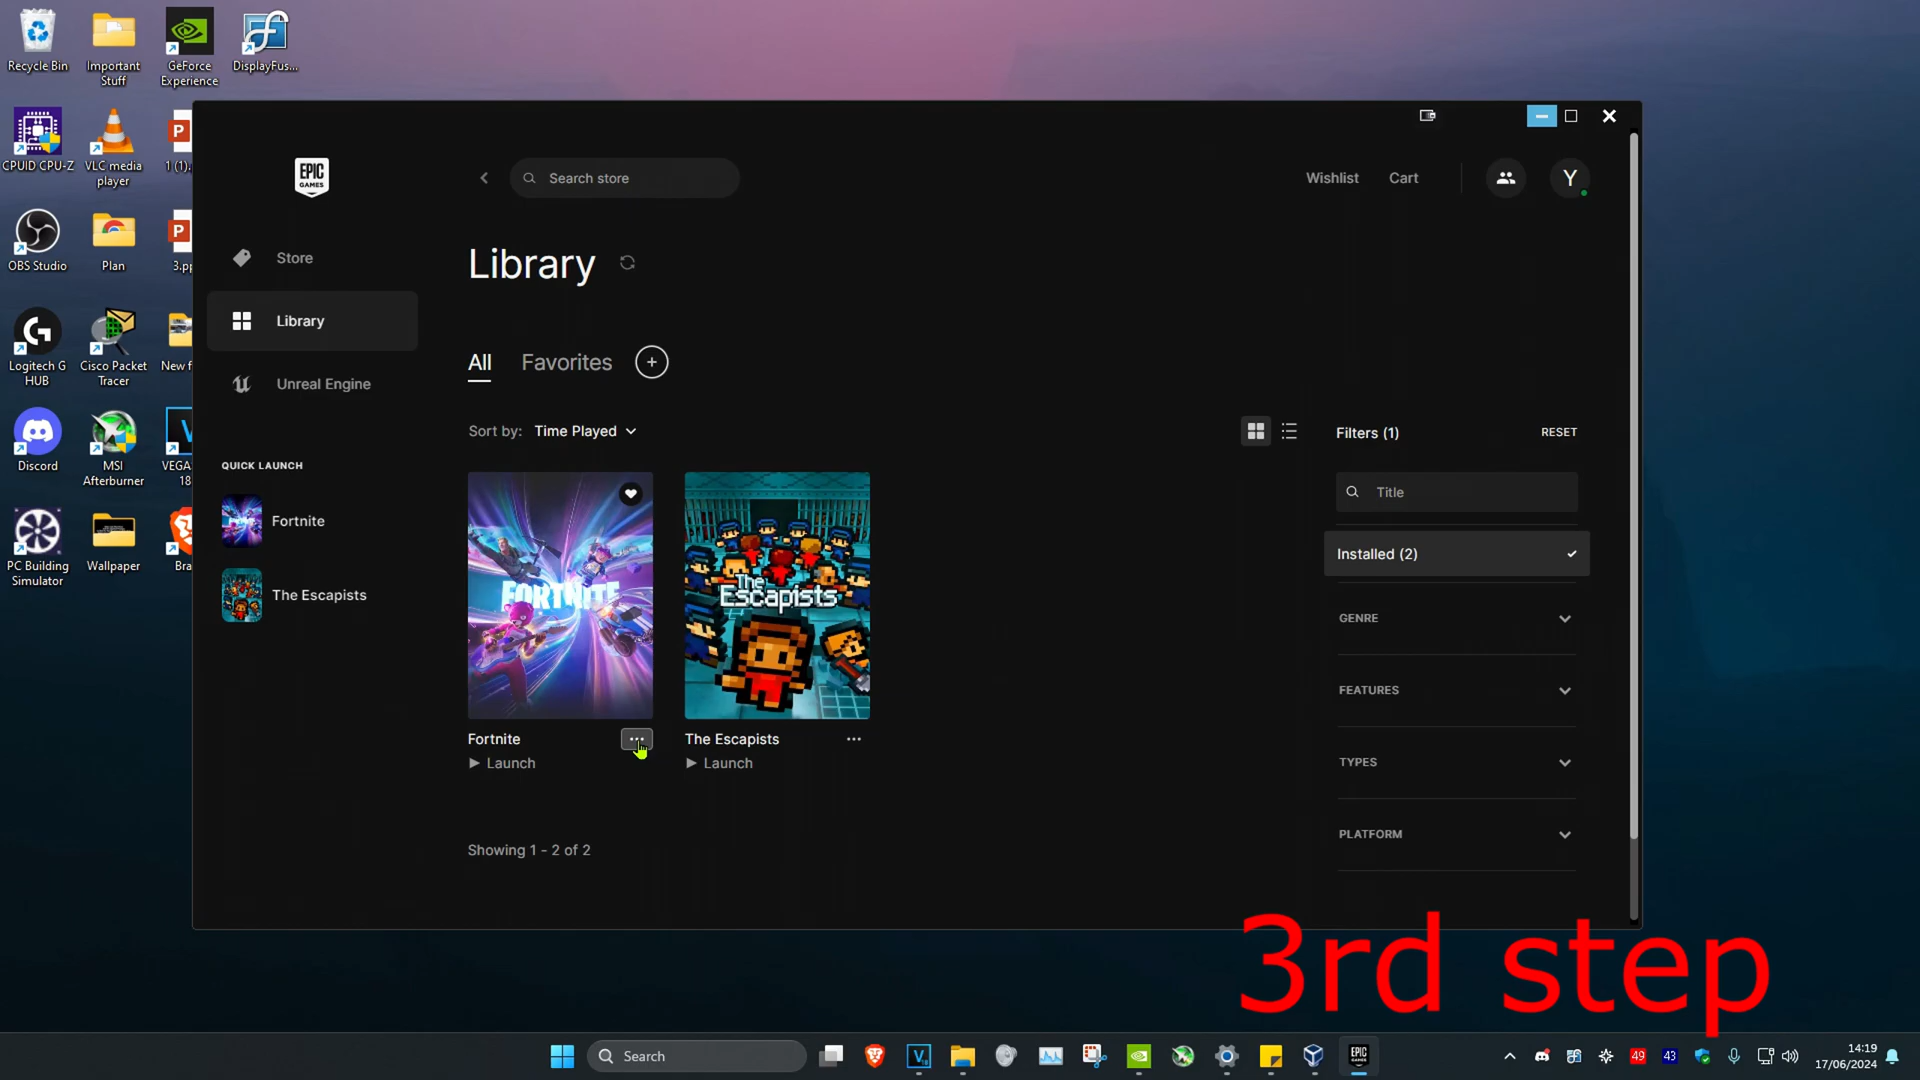 Recycle Bin
Important Stuff
GeForce Experience
DisplayFus...
CPUID CPU-Z
VLC media player
1 (1).
OBS Studio
Plan
3.pp
Logitech G HUB
Cisco Packet Tracer
New f
Discord
MSI Afterburner
VEGA
18
PC Building Simulator
Wallpaper
Bra
EPIC GAMES
Search store
Wishlist
Cart
Y
Store
Library
Unreal Engine
QUICK LAUNCH
Fortnite
The Escapists
Library
All
Favorites
Sort by: Time Played
FORTNITE
The Escapists
Fortnite
Launch
The Escapists
Launch
Showing 1 - 2 of 2
Filters (1)
RESET
Title
Installed (2)
GENRE
FEATURES
TYPES
PLATFORM
3rd step
Search
49
43
14:19
17/06/2024